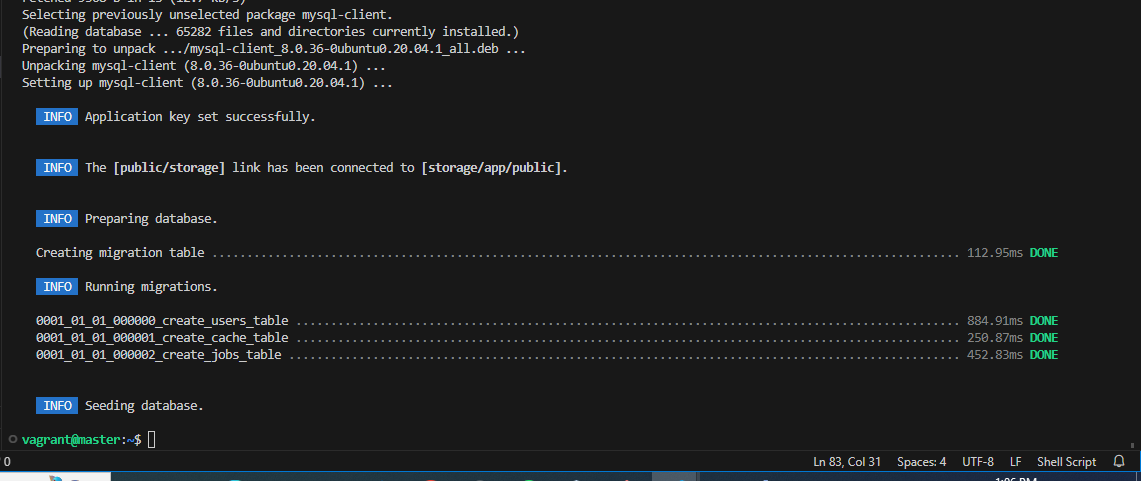 Selecting previously unselected package mysql-client.
(Reading database ... 65282 files and directories currently installed.)
Preparing to unpack .../mysql-client_8.0.36-0ubuntu0.20.04.1_all.deb ...
Unpacking mysql-client (8.0.36-0ubuntu0.20.04.1) ...
Setting up mysql-client (8.0.36-0ubuntu0.20.04.1) ...
INFO Application key set successfully.
INFO The [public/storage] link has been connected to [storage/app/public].
INFO Preparing database.
Creating migration table ........................................................................................................... 112.95ms DONE
INFO Running migrations.
0001_01_01_000000_create_users_table ............................................................................................... 884.91ms DONE
0001_01_01_000001_create_cache_table ............................................................................................... 250.87ms DONE
0001_01_01_000002_create_jobs_table ................................................................................................ 452.83ms DONE
INFO Seeding database.
vagrant@master:~$
0 Ln 83, Col 31 Spaces: 4 UTF-8 LF Shell Script